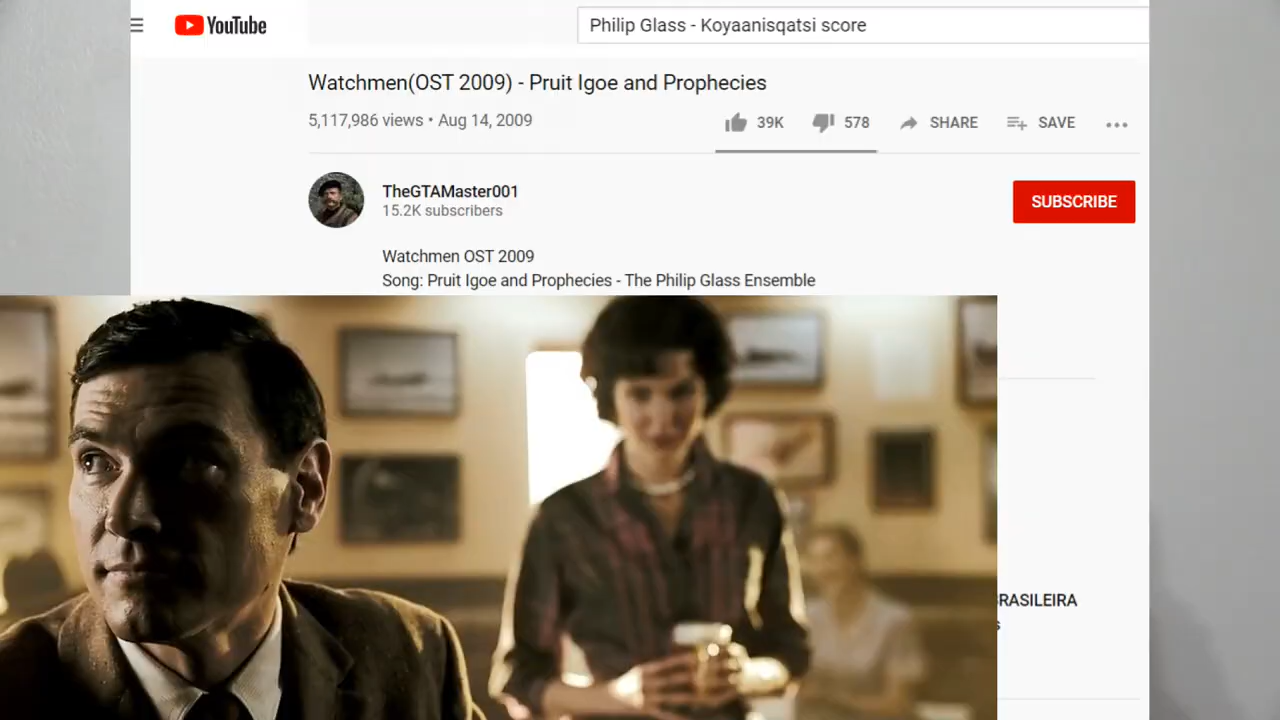 YouTube
Philip Glass - Koyaanisqatsi score
Watchmen(OST 2009) - Pruit Igoe and Prophecies
5,117,986 views • Aug 14, 2009
39K 578 SHARE SAVE
TheGTAMaster001
15.2K subscribers
SUBSCRIBE
Watchmen OST 2009
Song: Pruit Igoe and Prophecies - The Philip Glass Ensemble
BRASILEIRA
s